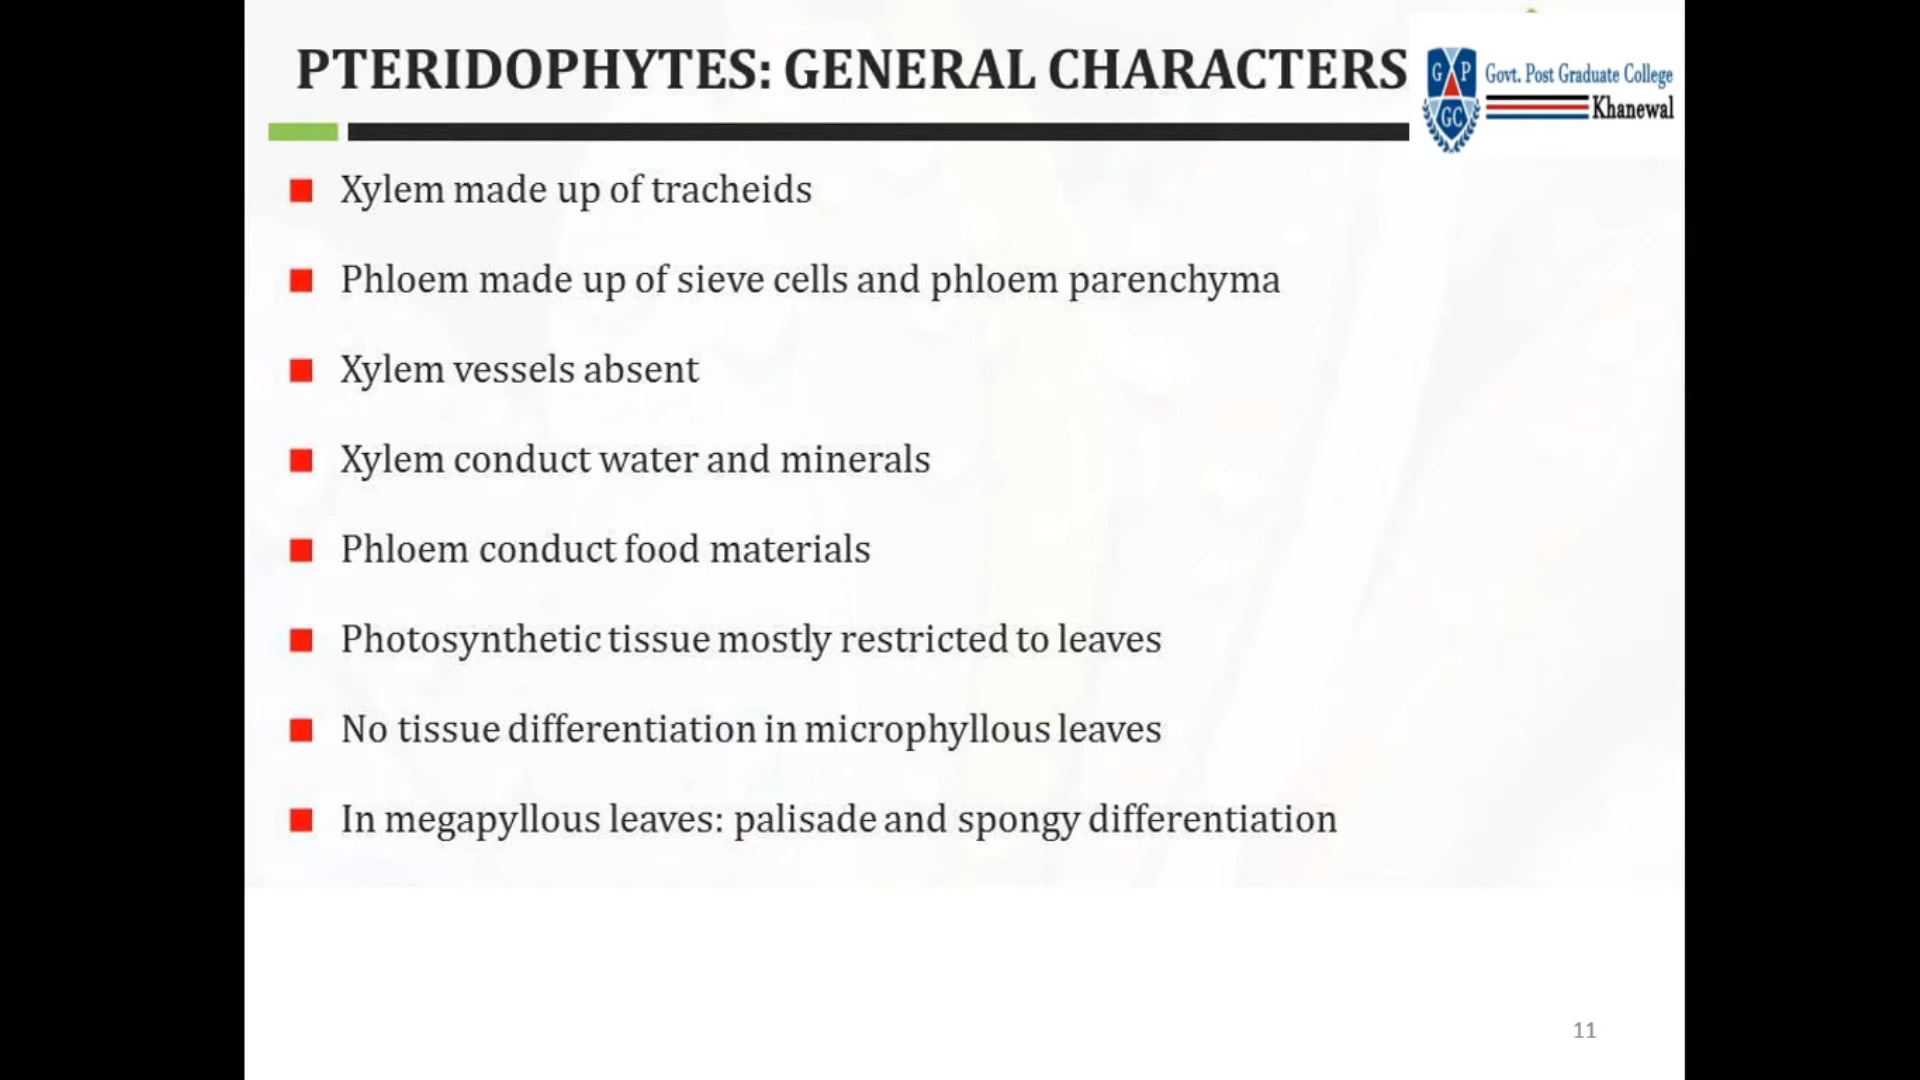 PTERIDOPHYTES: GENERAL CHARACTERS
G P
GC
Govt. Post Graduate College
Khanewal
Xylem made up of tracheids
Phloem made up of sieve cells and phloem parenchyma
Xylem vessels absent
Xylem conduct water and minerals
Phloem conduct food materials
Photosynthetic tissue mostly restricted to leaves
No tissue differentiation in microphyllous leaves
In megapyllous leaves: palisade and spongy differentiation
11